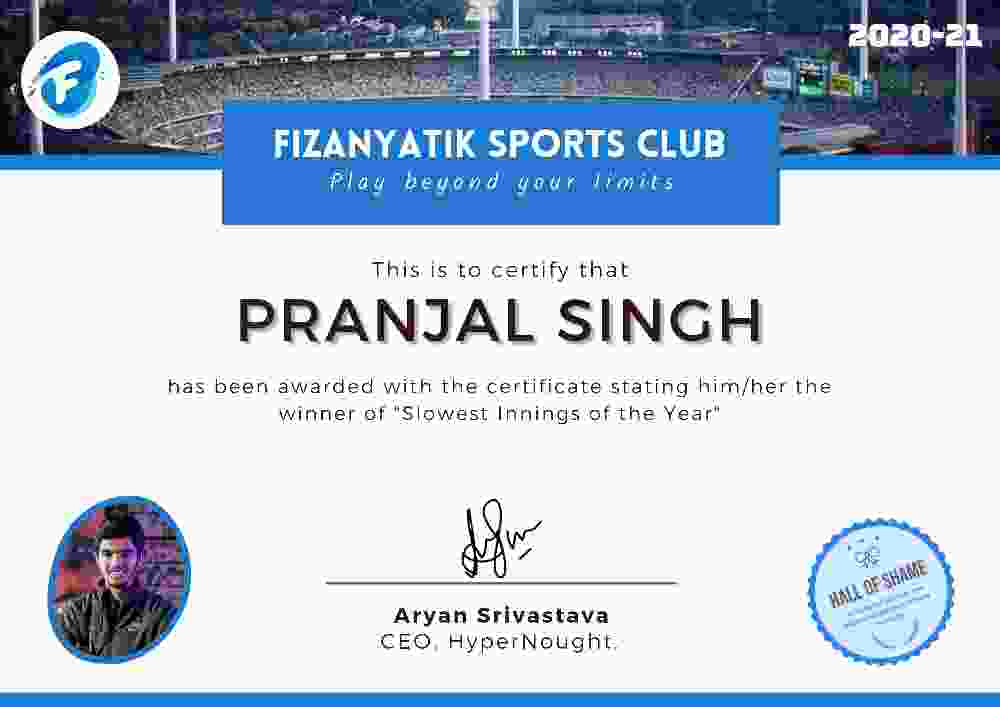 2020-21
F
FIZANYATIK SPORTS CLUB
Play beyond your limits
This is to certify that
PRANJAL SINGH
has been awarded with the certificate stating him/her the
winner of "Slowest Innings of the Year"
Aryan Srivastava
CEO, HyperNought.
HALL OF SHAME